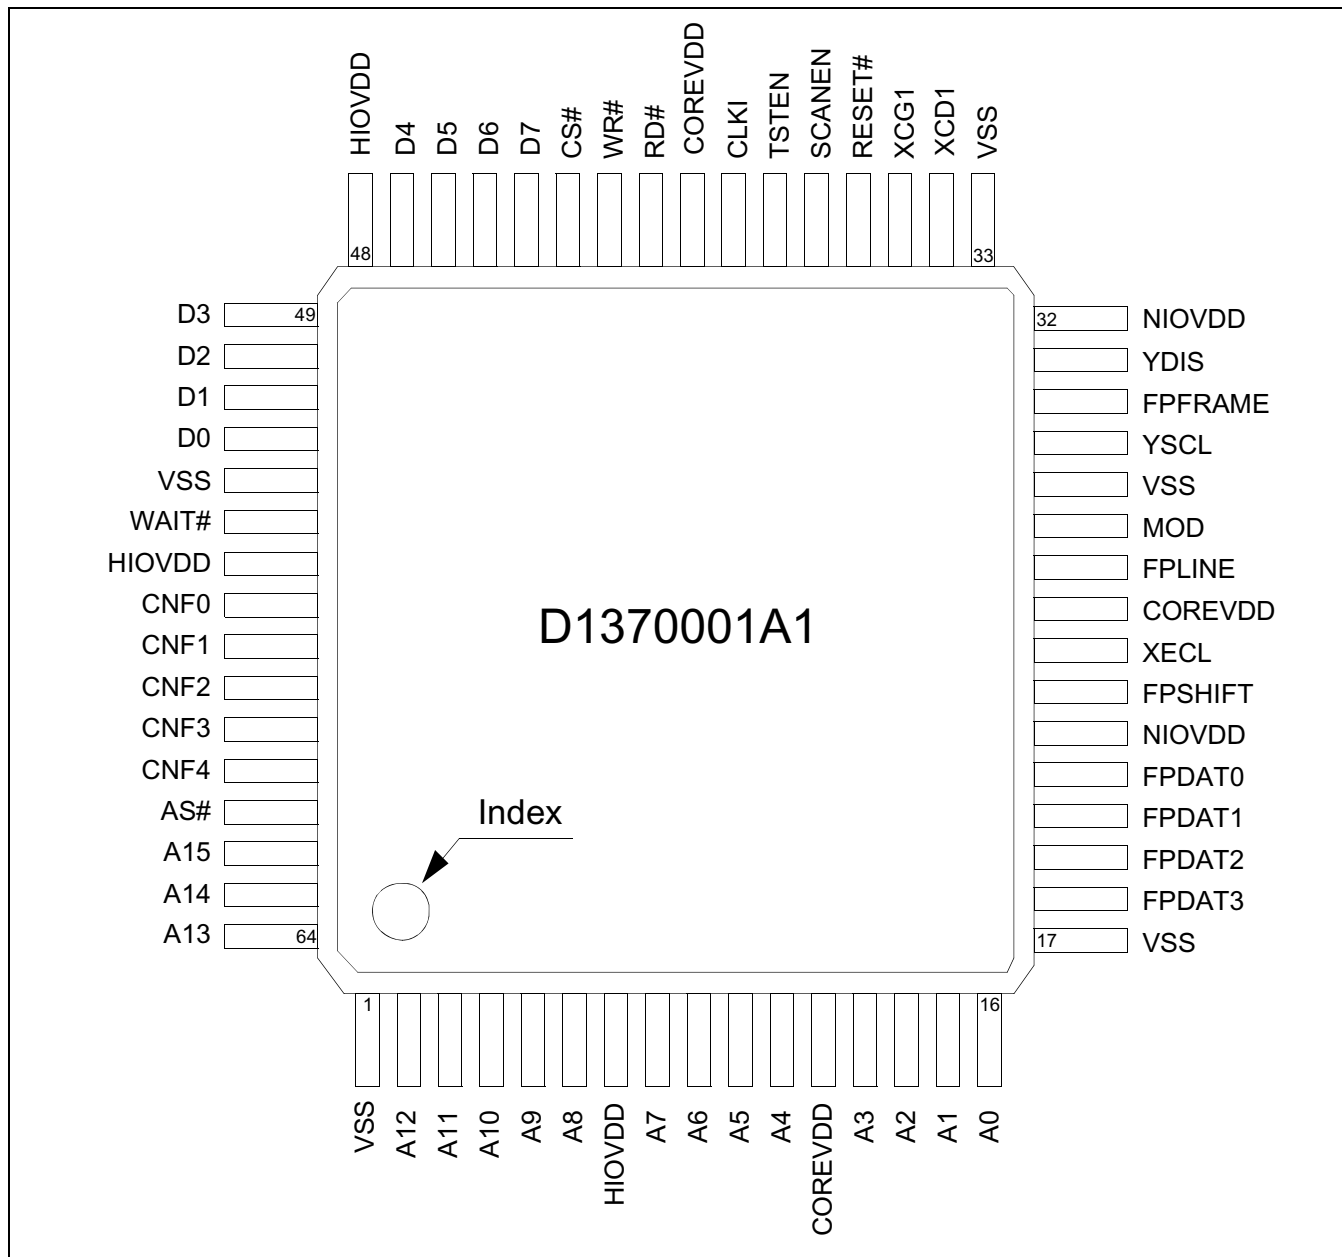 HIOVDD
D4
D5
D6
D7
CS#
WR#
RD#
COREVDD
CLKI
TSTEN
SCANEN
RESET#
XCG1
XCD1
VSS
48
33
D3
49
D2
D1
D0
VSS
WAIT#
HIOVDD
CNF0
CNF1
CNF2
CNF3
CNF4
AS#
A15
A14
A13
64
D1370001A1
Index
32
NIOVDD
YDIS
FPFRAME
YSCL
VSS
MOD
FPLINE
COREVDD
XECL
FPSHIFT
NIOVDD
FPDAT0
FPDAT1
FPDAT2
FPDAT3
17
VSS
1
16
VSS
A12
A11
A10
A9
A8
HIOVDD
A7
A6
A5
A4
COREVDD
A3
A2
A1
A0